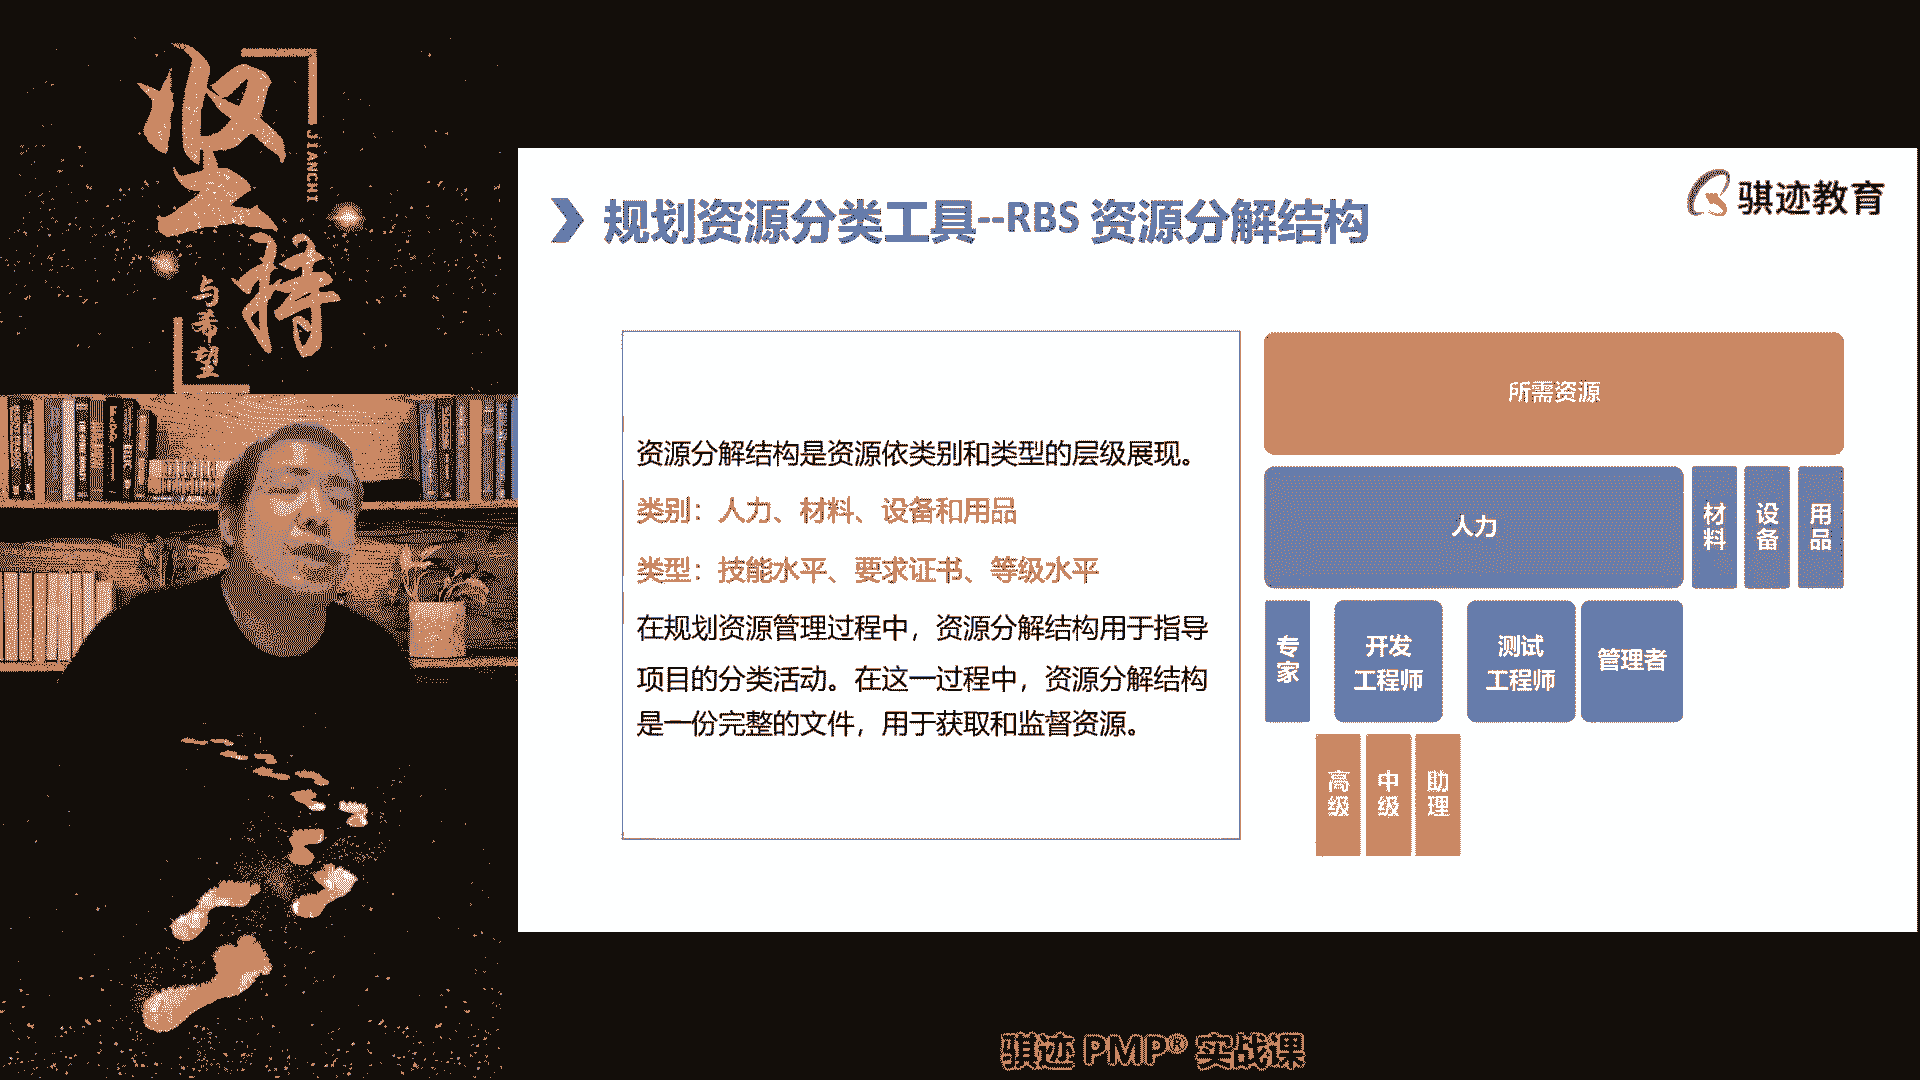 坚持
JIANCHI
与希望
规划资源分类工具--RBS 资源分解结构
骐迹教育
资源分解结构是资源依类别和类型的层级展现。
类别：人力、材料、设备和用品
类型：技能水平、要求证书、等级水平
在规划资源管理过程中，资源分解结构用于指导
项目的分类活动。在这一过程中，资源分解结构
是一份完整的文件，用于获取和监督资源。
所需资源
人力
材料
设备
用品
专家
开发
工程师
测试
工程师
管理者
高级
中级
助理
骐迹 PMP® 实战课